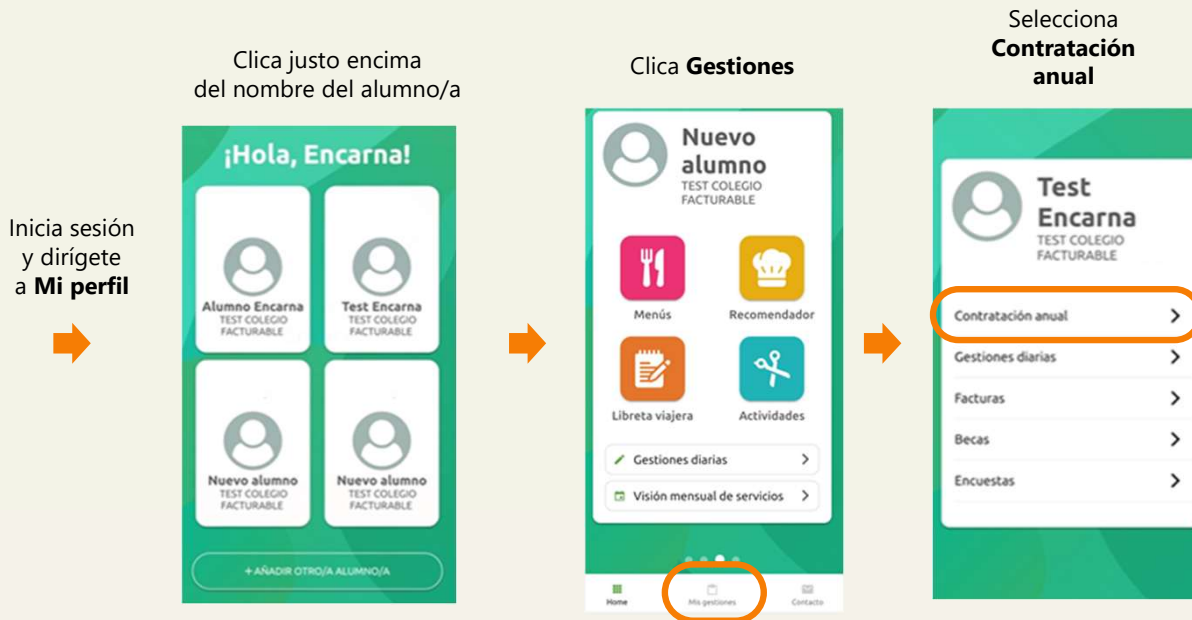 Inicia sesión
y dirígete
a Mi perfil
Clica justo encima
del nombre del alumno/a
¡Hola, Encarna!
Alumno Encarna
TEST COLEGIO
FACTURABLE
Test Encarna
TEST COLEGIO
FACTURABLE
Nuevo alumno
TEST COLEGIO
FACTURABLE
Nuevo alumno
TEST COLEGIO
FACTURABLE
+ AÑADIR OTRO/A ALUMNO/A
Clica Gestiones
Nuevo
alumno
TEST COLEGIO
FACTURABLE
Menús
Recomendador
Libreta viajera
Actividades
Gestiones diarias
Visión mensual de servicios
Home
Mis gestiones
Contacto
Selecciona
Contratación
anual
Test
Encarna
TEST COLEGIO
FACTURABLE
Contratación anual
Gestiones diarias
Facturas
Becas
Encuestas